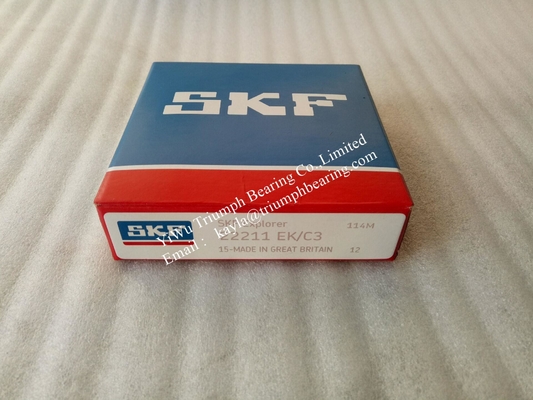 SKF
SKF
SKF Explorer
114M
22211 EK/C3
15-MADE IN GREAT BRITAIN
12
YiWu Triumph Bearing Co.,Limited
Email : kayla@triumphbearing.com